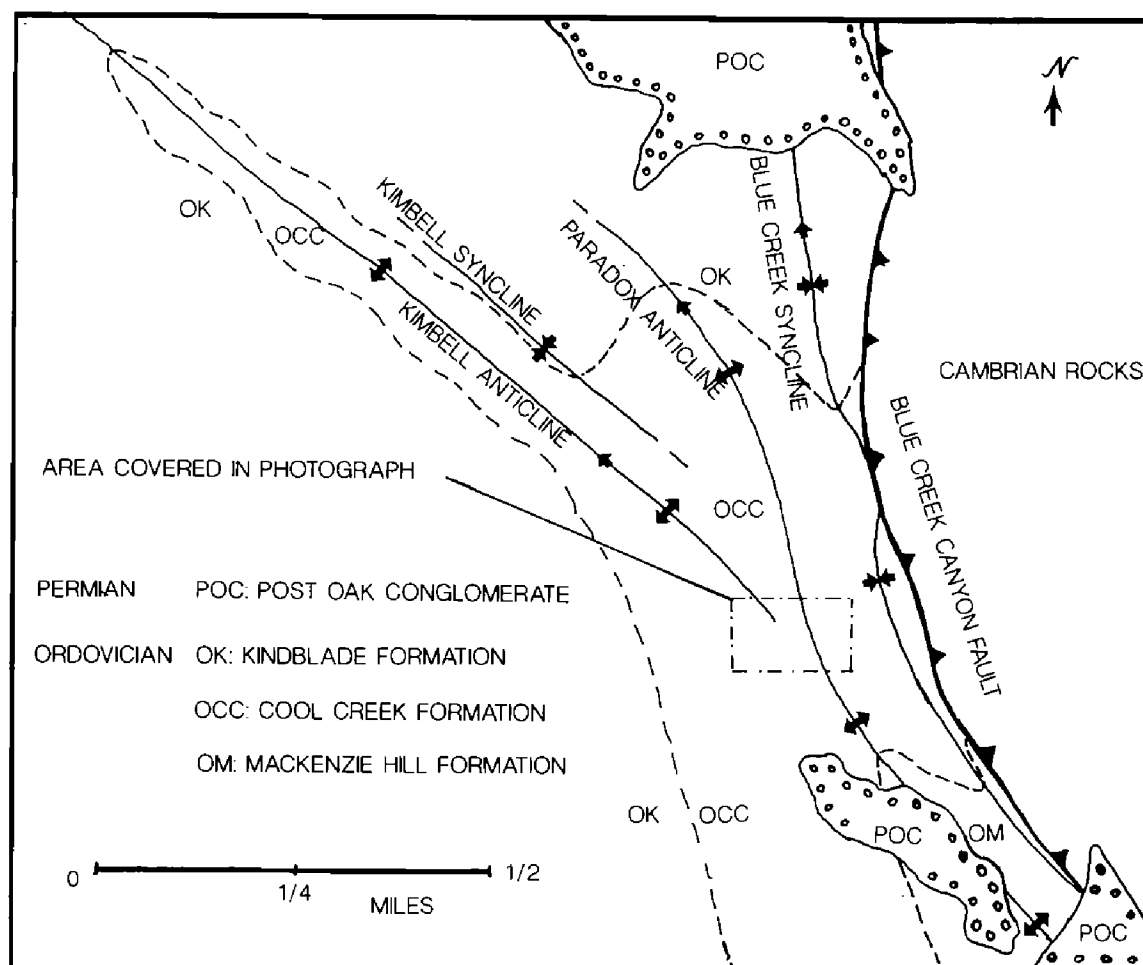 POC
N
OK
OCC
KIMBELL SYNCLINE
PARADOX ANTICLINE
OK
BLUE CREEK SYNCLINE
KIMBELL ANTICLINE
CAMBRIAN ROCKS
BLUE CREEK CANYON FAULT
AREA COVERED IN PHOTOGRAPH
OCC
PERMIAN POC: POST OAK CONGLOMERATE
ORDOVICIAN OK: KINDBLADE FORMATION
OCC: COOL CREEK FORMATION
OM: MACKENZIE HILL FORMATION
OK OCC
POC OM
POC
0 1/4 1/2
MILES